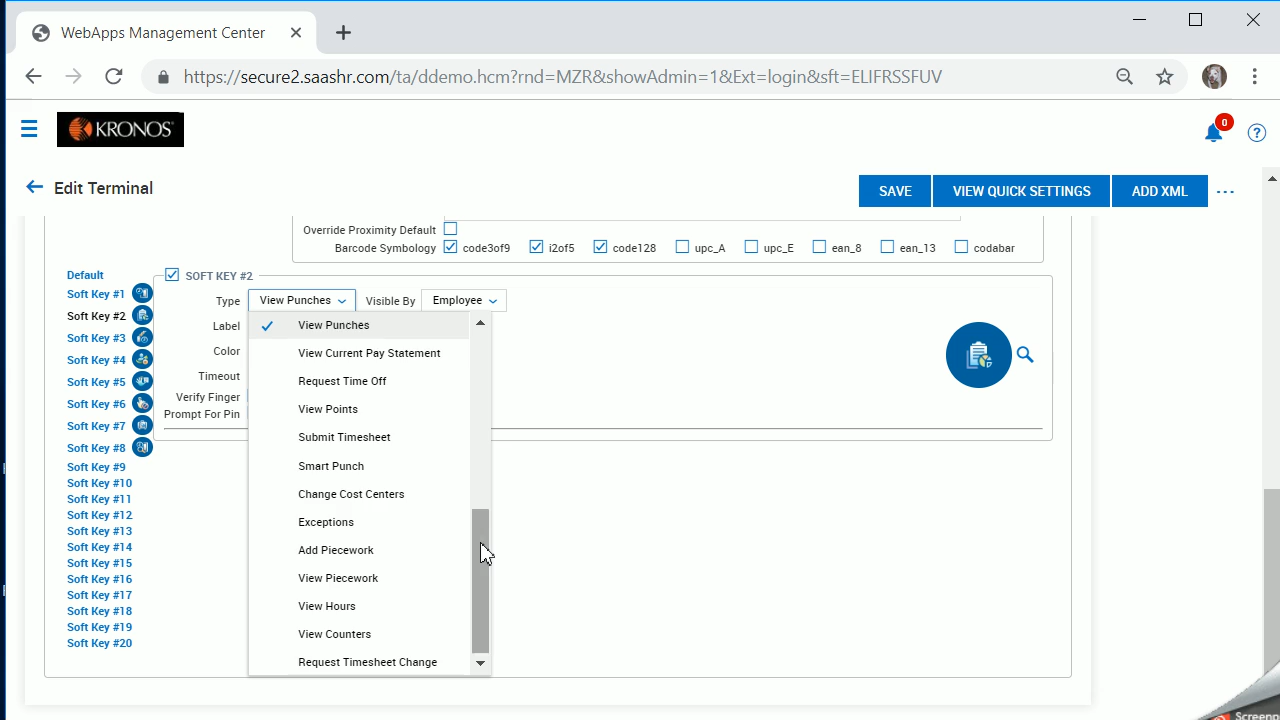 WebApps Management Center
https://secure2.saashr.com/ta/ddemo.hcm?rnd=MZR&showAdmin=1&Ext=login&sft=ELIFRSSFUV
KRONOS
0
?
Edit Terminal
SAVE
VIEW QUICK SETTINGS
ADD XML
Override Proximity Default
Barcode Symbology code3of9 i2of5 code128 upc_A upc_E ean_8 ean_13 codabar
Default
Soft Key #1
Soft Key #2
Soft Key #3
Soft Key #4
Soft Key #5
Soft Key #6
Soft Key #7
Soft Key #8
Soft Key #9
Soft Key #10
Soft Key #11
Soft Key #12
Soft Key #13
Soft Key #14
Soft Key #15
Soft Key #16
Soft Key #17
Soft Key #18
Soft Key #19
Soft Key #20
SOFT KEY #2
Type View Punches Visible By Employee
Label
Color
Timeout
Verify Finger
Prompt For Pin
View Punches
View Current Pay Statement
Request Time Off
View Points
Submit Timesheet
Smart Punch
Change Cost Centers
Exceptions
Add Piecework
View Piecework
View Hours
View Counters
Request Timesheet Change